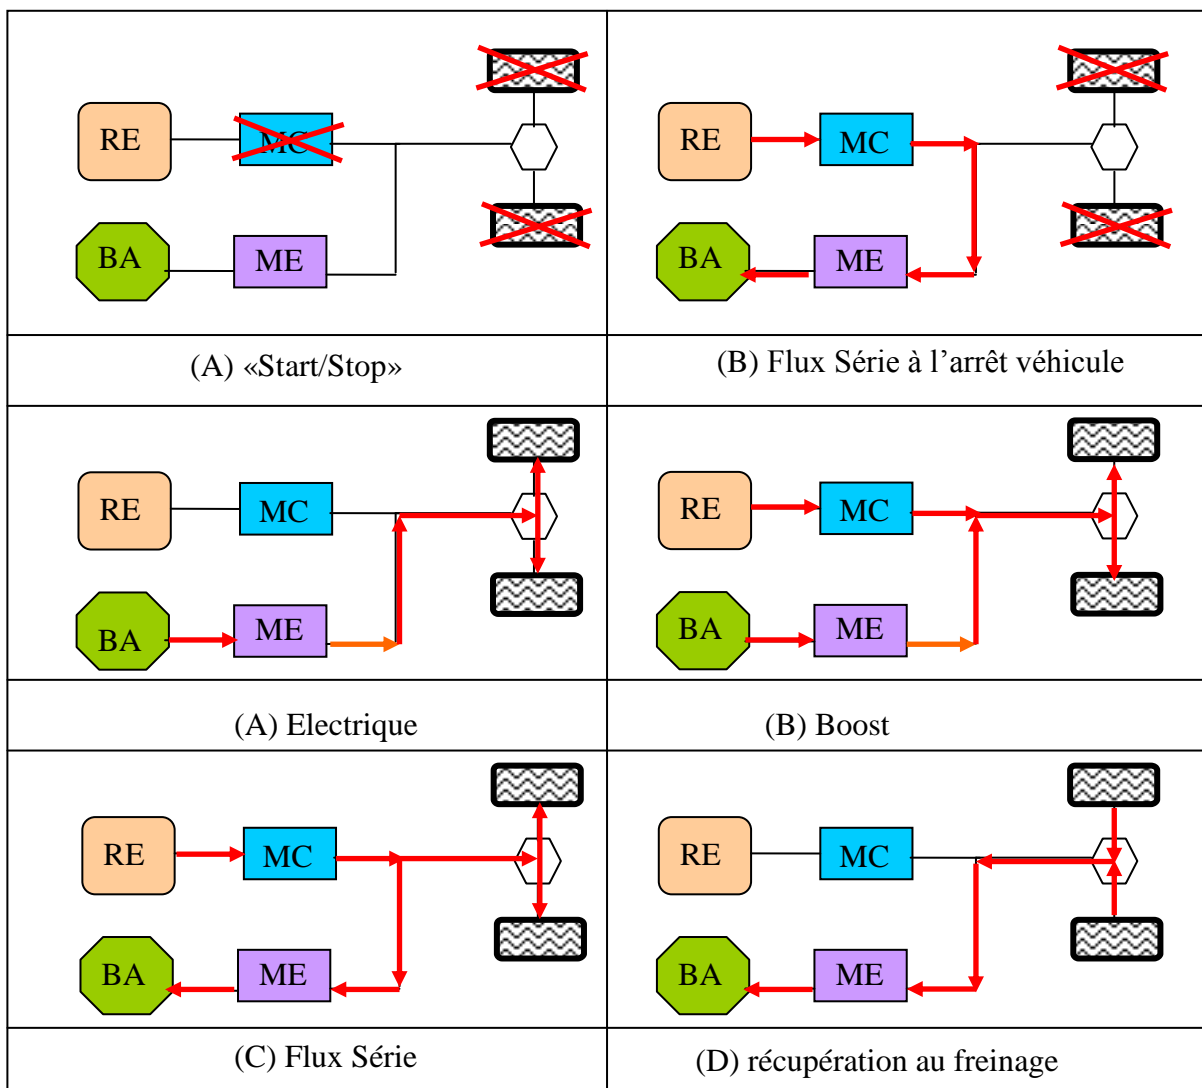 RE
MC
BA
ME
RE
MC
BA
ME
(A) «Start/Stop»
(B) Flux Série à l’arrêt véhicule
RE
MC
BA
ME
RE
MC
BA
ME
(A) Electrique
(B) Boost
RE
MC
BA
ME
RE
MC
BA
ME
(C) Flux Série
(D) récupération au freinage